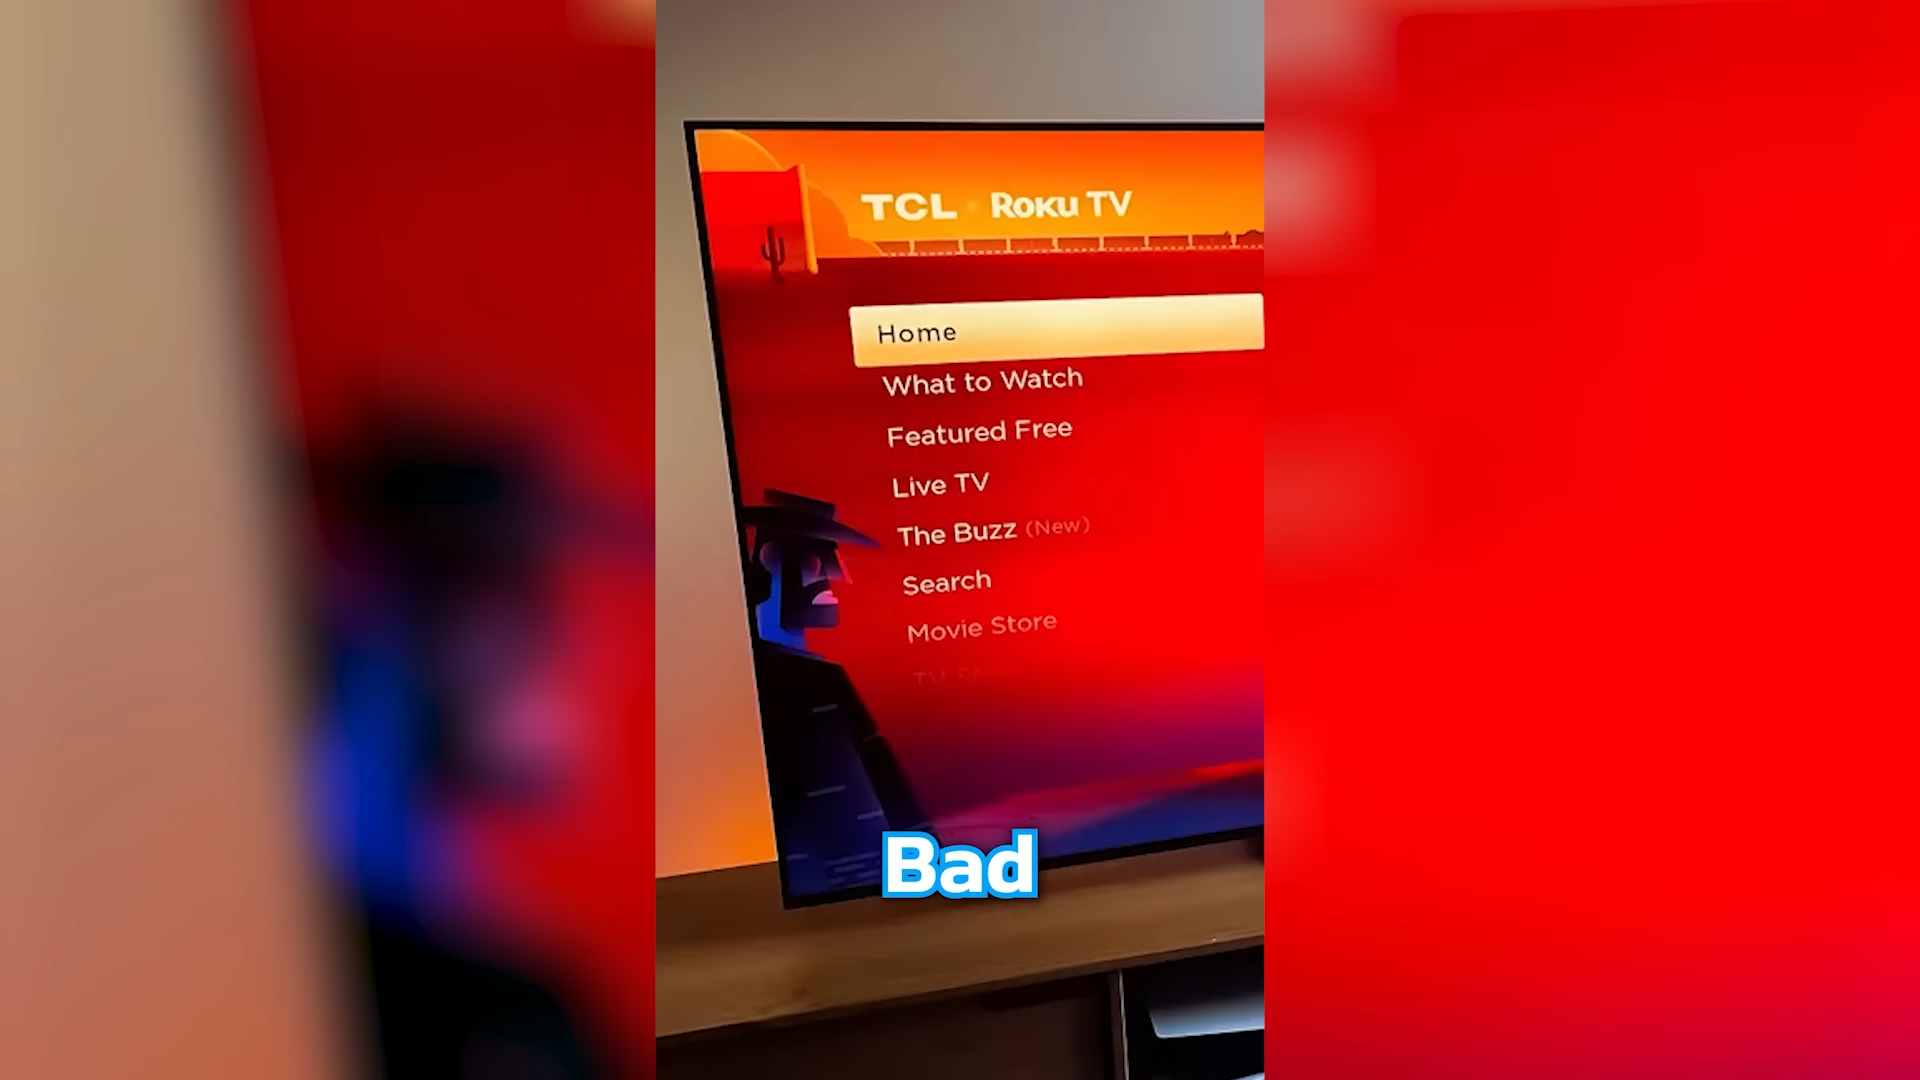 TCL Roku TV
Home
What to Watch
Featured Free
Live TV
The Buzz (New)
Search
Movie Store
Bad